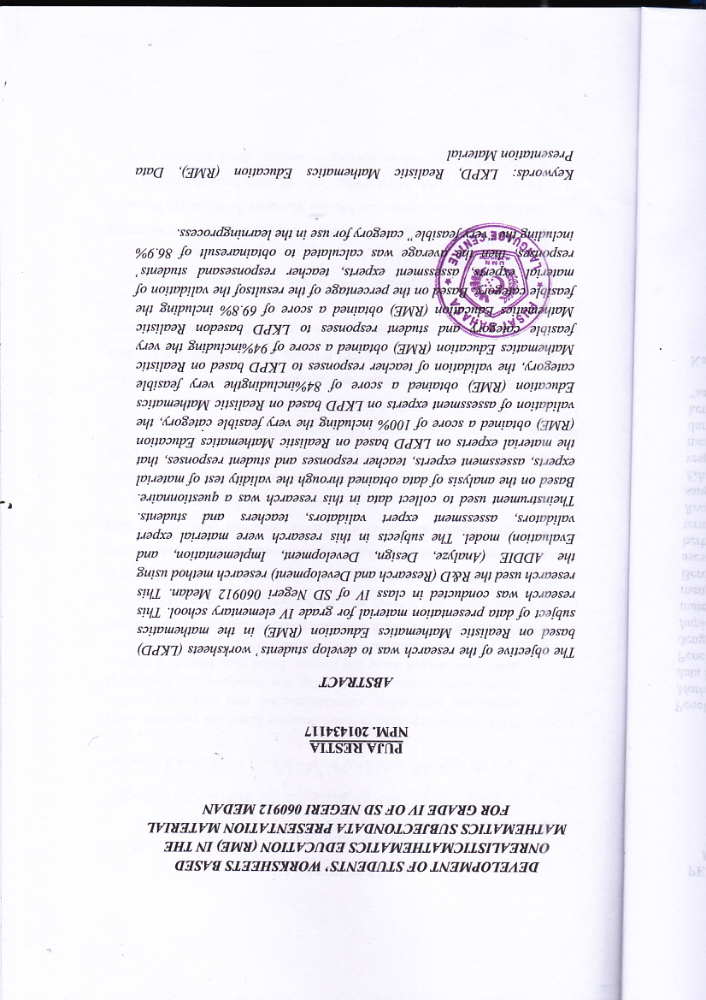 DEVELOPMENT OF STUDENTS' WORKSHEETS BASED
ONREALISTICMATHEMATICS EDUCATION (RME) IN THE
MATHEMATICS SUBJECTONDATA PRESENTATION MATERIAL
FOR GRADE IV OF SD NEGERI 060912 MEDAN
PUJA RESTIA
NPM. 201434117
ABSTRACT
The objective of the research was to develop students' worksheets (LKPD)
based on Realistic Mathematics Education (RME) in the mathematics
subject of data presentation material for grade IV elementary school. This
research was conducted in class IV of SD Negeri 060912 Medan. This
research used the R&D (Research and Development) research method using
the ADDIE (Analyze, Design, Development, Implementation, and
Evaluation) model. The subjects in this research were material expert
validators, assessment expert validators, teachers and students.
Theinstrument used to collect data in this research was a questionnaire.
Based on the analysis of data obtained through the validity test of material
experts, assessment experts, teacher responses and student responses, that
the material experts on LKPD based on Realistic Mathematics Education
(RME) obtained a score of 100% including the very feasible category, the
validation of assessment experts on LKPD based on Realistic Mathematics
Education (RME) obtained a score of 84%includingthe very feasible
category, the validation of teacher responses to LKPD based on Realistic
Mathematics Education (RME) obtained a score of 94%including the very
feasible category and student responses to LKPD basedon Realistic
Mathematics Education (RME) obtained a score of 69.8% including the
feasible category. Based on the percentage of the resultsofthe validation of
material experts, assessment experts, teacher responsesand students'
responses, then the average was calculated to obtainaresult of 86.9%
including the "very feasible" category for use in the learningprocess.
Keywords: LKPD, Realistic Mathematics Education (RME), Data
Presentation Material
PUSAT BAHASA
UMN
LANGUAGE CENTRE